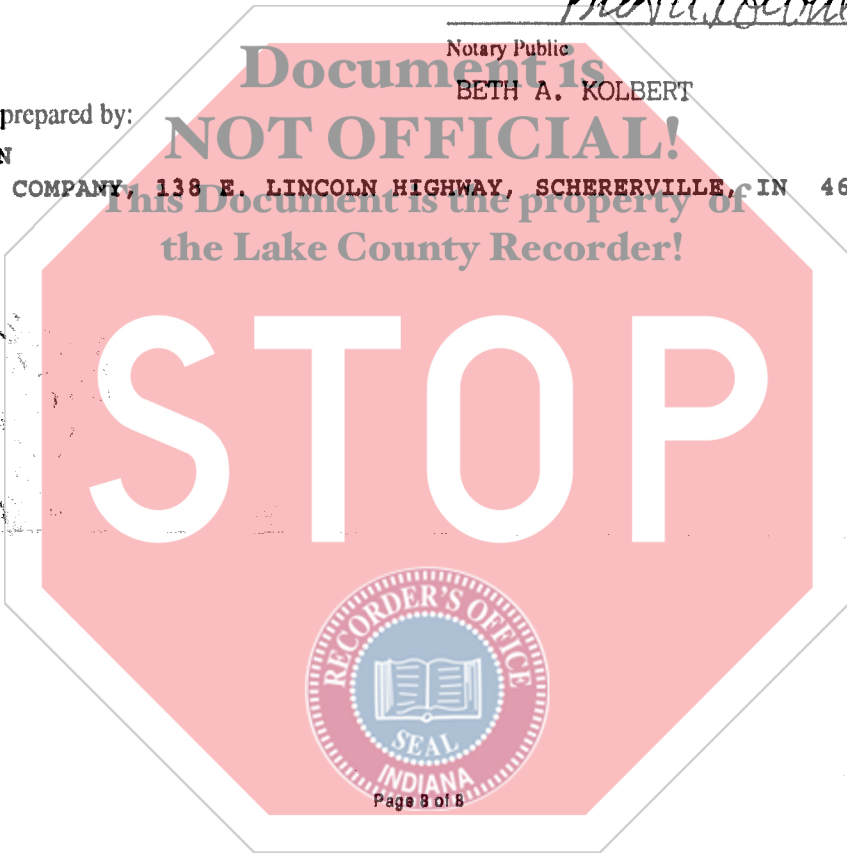 Notary Public
Document is
BETH A. KOLBERT
prepared by:
NOT OFFICIAL!
N
COMPANY, 138 E. LINCOLN HIGHWAY, SCHERERVILLE, IN 46
This Document is the property of
the Lake County Recorder!
STOP
RECORDER'S OFFICE
SEAL
INDIANA
Page 8 of 8